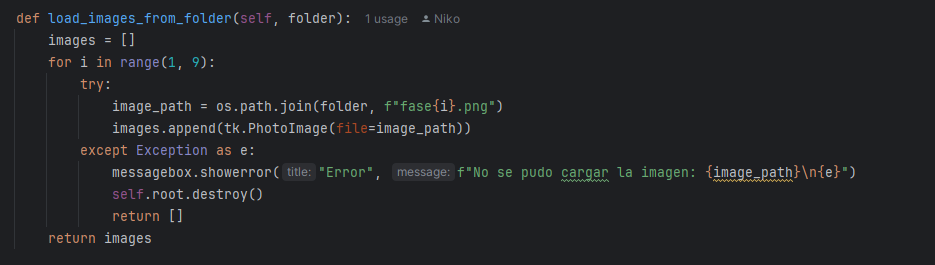 def load_images_from_folder(self, folder): 1 usage Niko
images = []
for i in range(1, 9):
try:
image_path = os.path.join(folder, f"fase{i}.png")
images.append(tk.PhotoImage(file=image_path))
except Exception as e:
messagebox.showerror( title: "Error", message: f"No se pudo cargar la imagen: {image_path}\n{e}")
self.root.destroy()
return []
return images